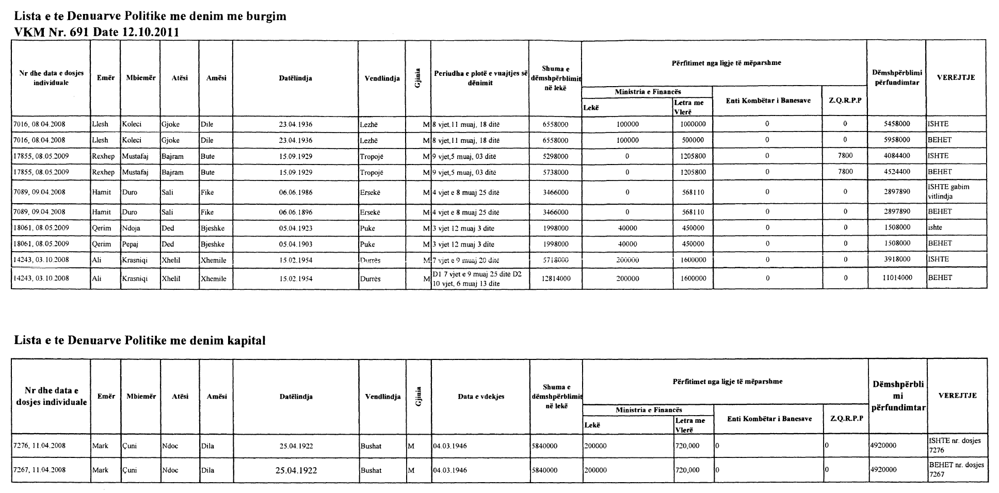 Lista e te Denuarve Politike me denim me burgim
VKM Nr. 691 Date 12.10.2011
Nr dhe data e dosjes individuale | Emër | Mbiemër | Atësi | Amësi | Datëlindja | Vendlindja | Gjinia | Periudha e plotë e vuajtjes së dënimit | Shuma e dëmshpërblimit në lekë | Përfitimet nga ligje të mëparshme | Dëmshpërblimi përfundimtar | VEREJTJE
Ministria e Financës | Enti Kombëtar i Banesave | Z.Q.R.P.P
Lekë | Letra me Vlerë
7016, 08.04.2008 | Llesh | Koleci | Gjoke | Dile | 23.04.1936 | Lezhë | M | 8 vjet,11 muaj, 18 ditë | 6558000 | 100000 | 1000000 | 0 | 0 | 5458000 | ISHTE
7016, 08.04.2008 | Llesh | Koleci | Gjoke | Dile | 23.04.1936 | Lezhë | M | 8 vjet,11 muaj, 18 ditë | 6558000 | 100000 | 500000 | 0 | 0 | 5958000 | BEHET
17855, 08.05.2009 | Rexhep | Mustafaj | Bajram | Bute | 15.09.1929 | Tropojë | M | 9 vjet,5 muaj, 03 ditë | 5298000 | 0 | 1205800 | 0 | 7800 | 4084400 | ISHTE
17855, 08.05.2009 | Rexhep | Mustafaj | Bajram | Bute | 15.09.1929 | Tropojë | M | 9 vjet,5 muaj, 03 ditë | 5738000 | 0 | 1205800 | 0 | 7800 | 4524400 | BEHET
7089, 09.04.2008 | Hamit | Duro | Sali | Fike | 06.06.1986 | Ersekë | M | 4 vjet e 8 muaj 25 ditë | 3466000 | 0 | 568110 | 0 | 0 | 2897890 | ISHTE gabim vitlindja
7089, 09.04.2008 | Hamit | Duro | Sali | Fike | 06.06.1896 | Ersekë | M | 4 vjet e 8 muaj 25 ditë | 3466000 | 0 | 568110 | 0 | 0 | 2897890 | BEHET
18061, 08.05.2009 | Qerim | Ndoja | Ded | Bjeshke | 05.04.1923 | Puke | M | 3 vjet 12 muaj 3 dite | 1998000 | 40000 | 450000 | 0 | 0 | 1508000 | ishte
18061, 08.05.2009 | Qerim | Pepaj | Ded | Bjeshke | 05.04.1903 | Puke | M | 3 vjet 12 muaj 3 dite | 1998000 | 40000 | 450000 | 0 | 0 | 1508000 | BEHET
14243, 03.10.2008 | Ali | Krasniqi | Xhelil | Xhemile | 15.02.1954 | Durrës | M | 7 vjet e 9 muaj 20 ditë | 5718000 | 200000 | 1600000 | 0 | 0 | 3918000 | ISHTE
14243, 03.10.2008 | Ali | Krasniqi | Xhelil | Xhemile | 15.02.1954 | Durrës | M | D1 7 vjet e 9 muaj 25 ditë D2 10 vjet, 6 muaj 13 dite | 12814000 | 200000 | 1600000 | 0 | 0 | 11014000 | BEHET
Lista e te Denuarve Politike me denim kapital
Nr dhe data e dosjes individuale | Emër | Mbiemër | Atësi | Amësi | Datëlindja | Vendlindja | Gjinia | Data e vdekjes | Shuma e dëmshpërblimit në lekë | Përfitimet nga ligje të mëparshme | Dëmshpërbli mi përfundimtar | VEREJTJE
Ministria e Financës | Enti Kombëtar i Banesave | Z.Q.R.P.P
Lekë | Letra me Vlerë
7276, 11.04.2008 | Mark | Çuni | Ndoc | Dila | 25.04.1922 | Bushat | M | 04.03.1946 | 5840000 | 200000 | 720,000 | 0 | 0 | 4920000 | ISHTE nr. dosjes 7276
7267, 11.04.2008 | Mark | Çuni | Ndoc | Dila | 25.04.1922 | Bushat | M | 04.03.1946 | 5840000 | 200000 | 720,000 | 0 | 0 | 4920000 | BEHET nr. dosjes 7267